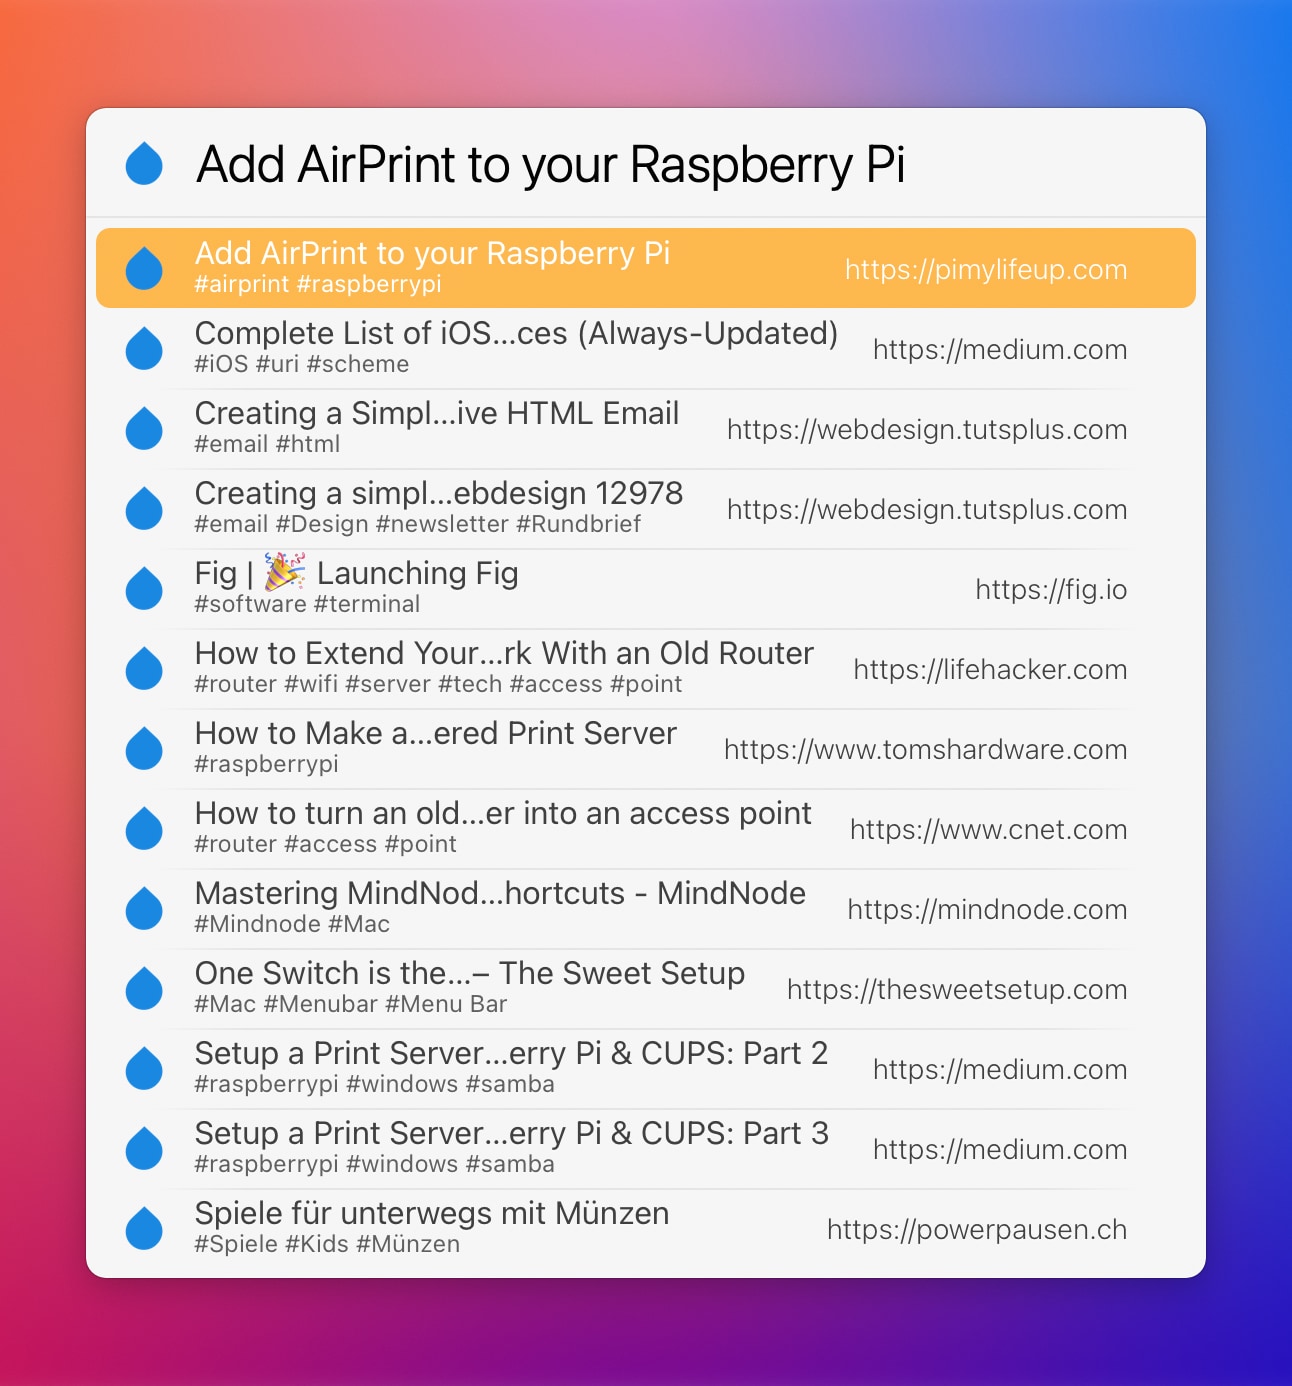 Add AirPrint to your Raspberry Pi
Add AirPrint to your Raspberry Pi
#airprint #raspberrypi
https://pimylifeup.com
Complete List of iOS...ces (Always-Updated)
#iOS #uri #scheme
https://medium.com
Creating a Simpl...ive HTML Email
#email #html
https://webdesign.tutsplus.com
Creating a simpl...ebdesign 12978
#email #Design #newsletter #Rundbrief
https://webdesign.tutsplus.com
Fig | 🎉 Launching Fig
#software #terminal
https://fig.io
How to Extend Your...rk With an Old Router
#router #wifi #server #tech #access #point
https://lifehacker.com
How to Make a...ered Print Server
#raspberrypi
https://www.tomshardware.com
How to turn an old...er into an access point
#router #access #point
https://www.cnet.com
Mastering MindNod...hortcuts - MindNode
#Mindnode #Mac
https://mindnode.com
One Switch is the...– The Sweet Setup
#Mac #Menubar #Menu Bar
https://thesweetsetup.com
Setup a Print Server...erry Pi & CUPS: Part 2
#raspberrypi #windows #samba
https://medium.com
Setup a Print Server...erry Pi & CUPS: Part 3
#raspberrypi #windows #samba
https://medium.com
Spiele für unterwegs mit Münzen
#Spiele #Kids #Münzen
https://powerpausen.ch